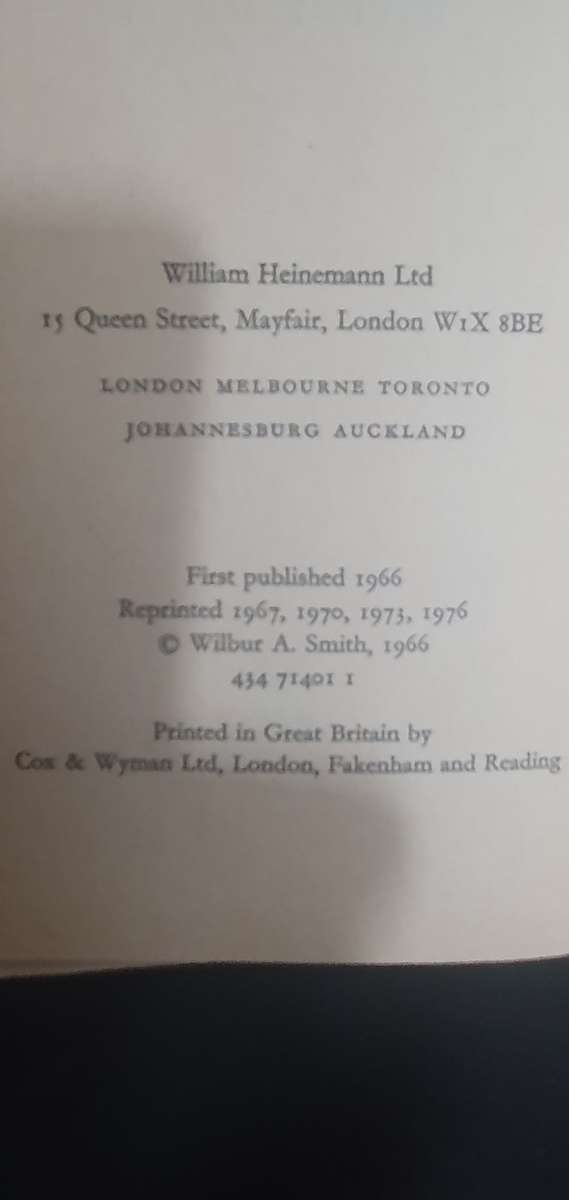 William Heinemann Ltd
15 Queen Street, Mayfair, London W1X 8BE
LONDON MELBOURNE TORONTO
JOHANNESBURG AUCKLAND
First published 1966
Reprinted 1967, 1970, 1973, 1976
© Wilbur A. Smith, 1966
434 71401 1
Printed in Great Britain by
Cox & Wyman Ltd, London, Fakenham and Reading